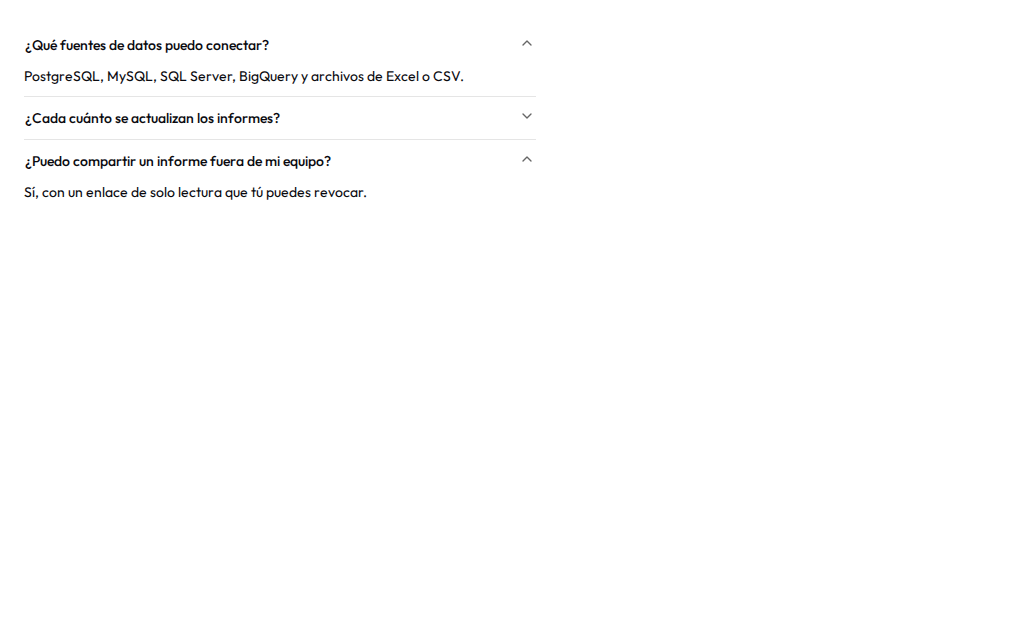 ¿Qué fuentes de datos puedo conectar?
PostgreSQL, MySQL, SQL Server, BigQuery y archivos de Excel o CSV.
¿Cada cuánto se actualizan los informes?
¿Puedo compartir un informe fuera de mi equipo?
Sí, con un enlace de solo lectura que tú puedes revocar.